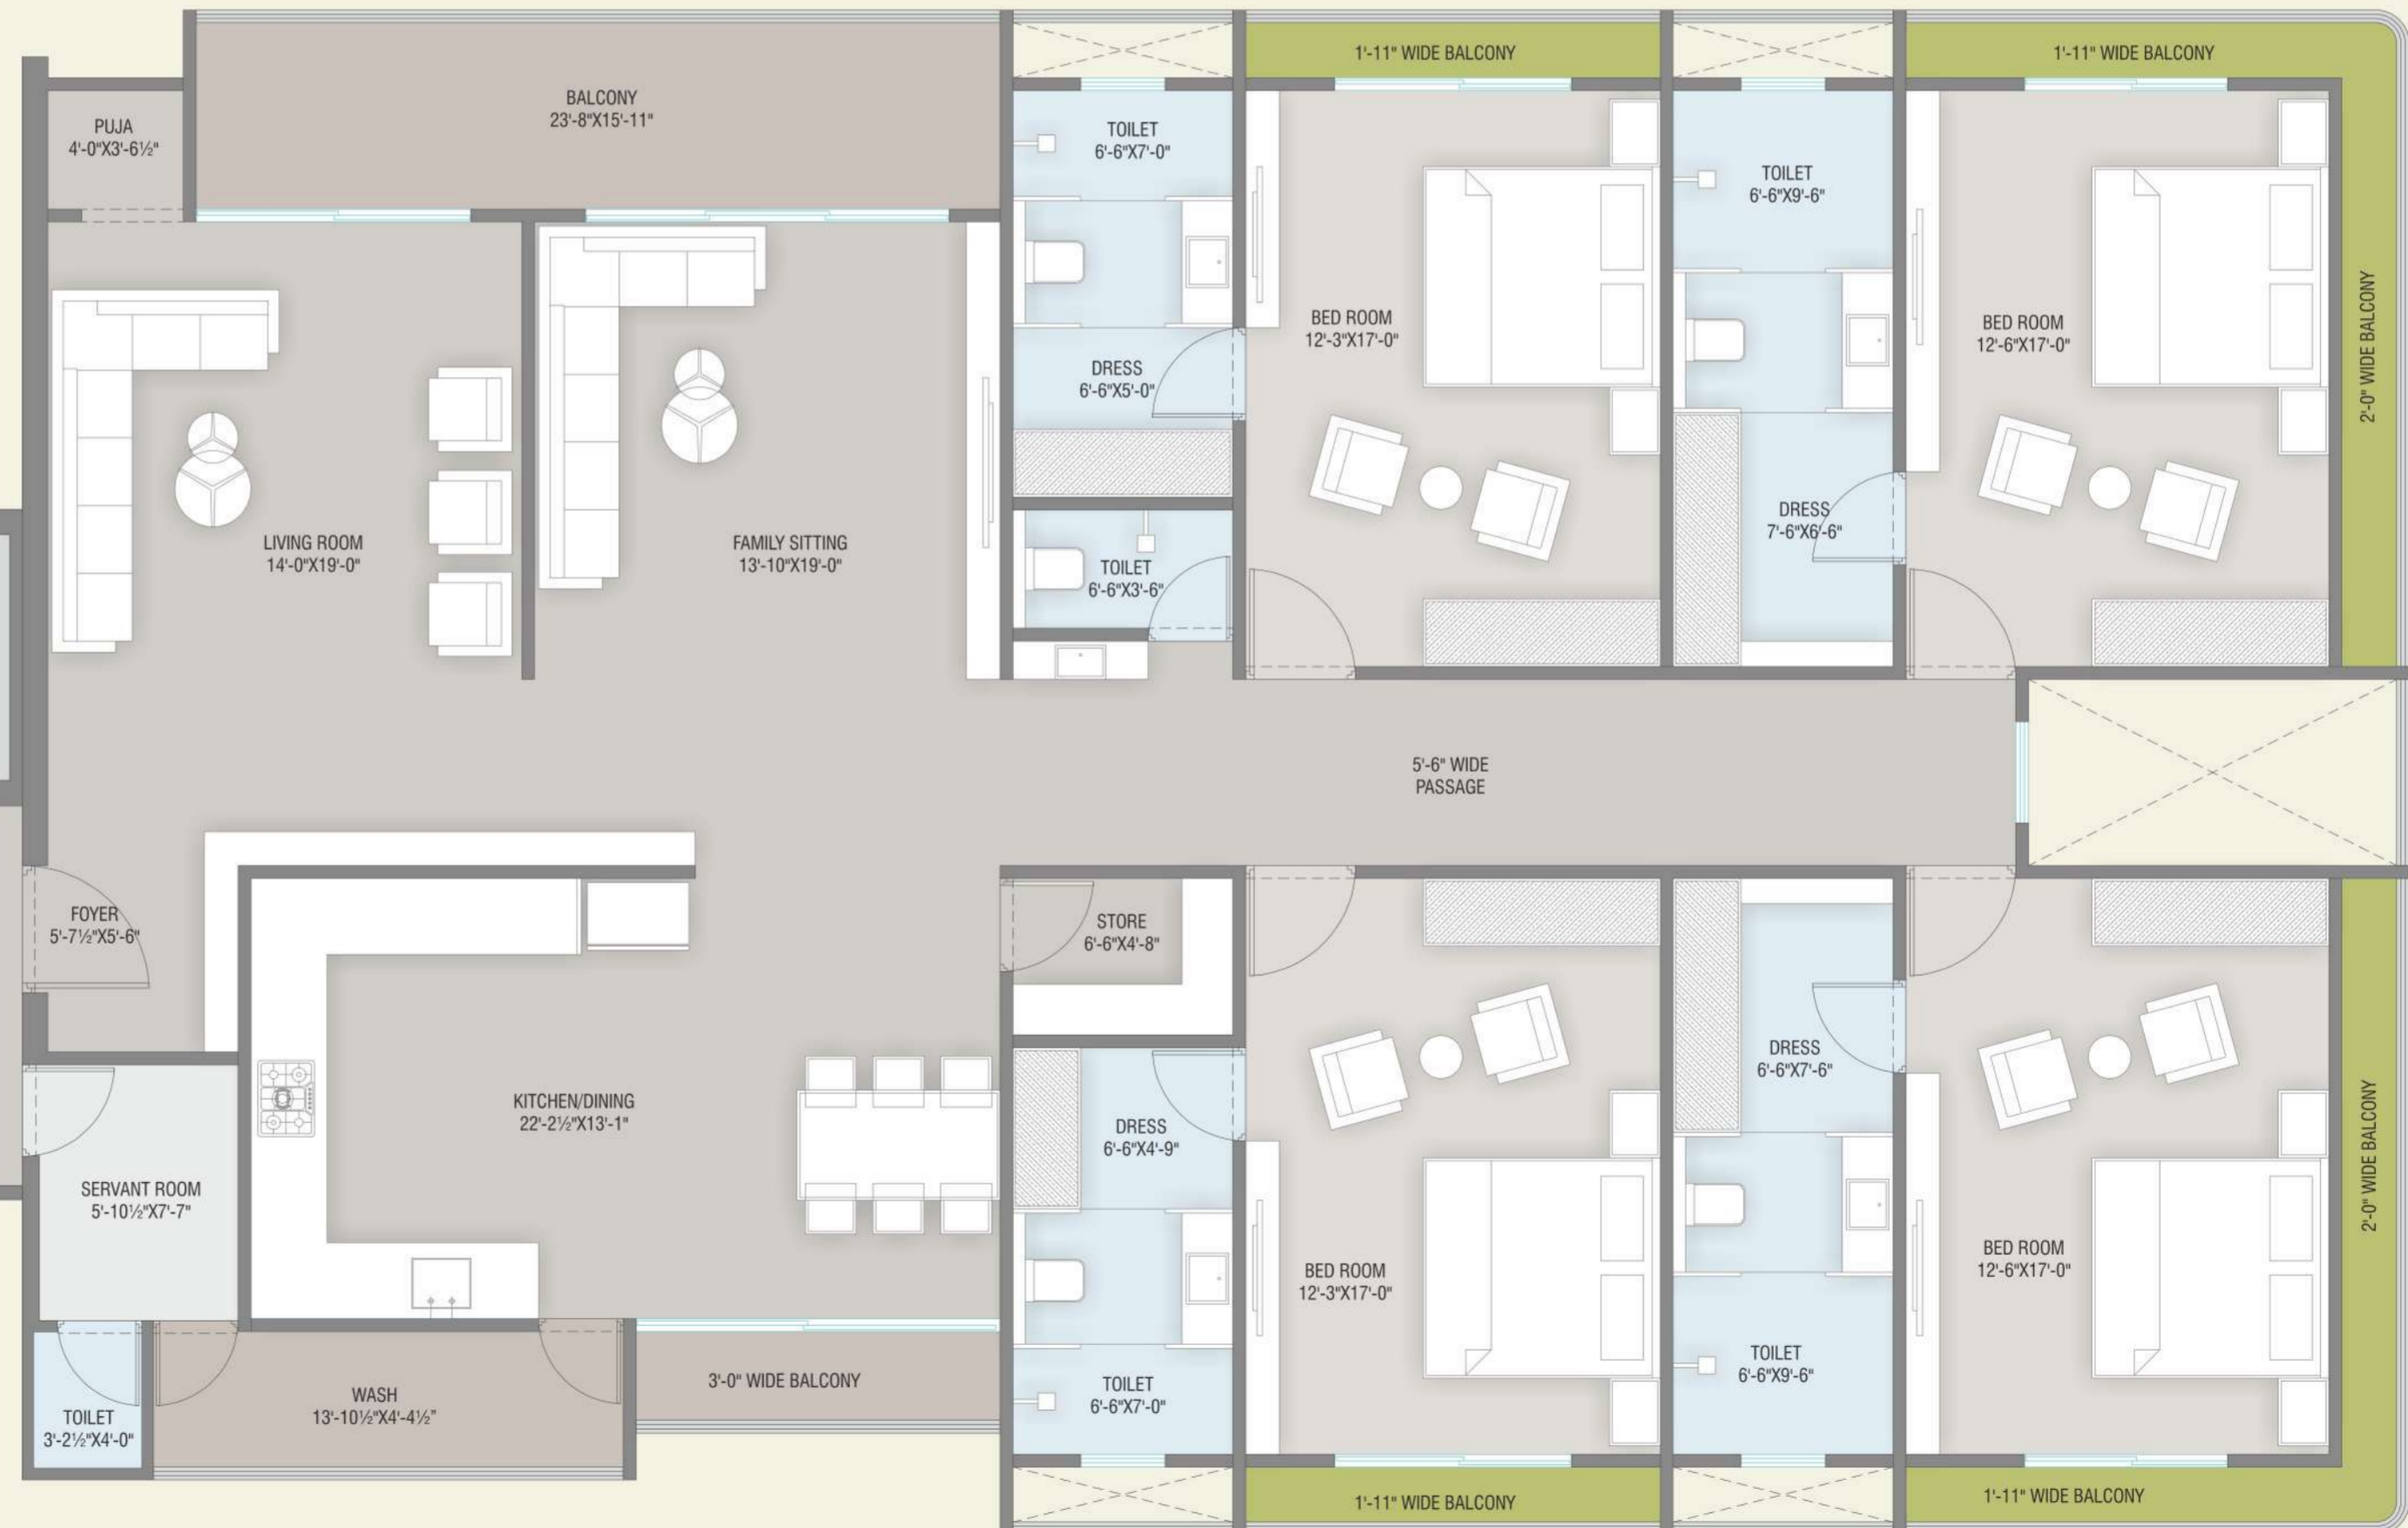 1'-11" WIDE BALCONY
1'-11" WIDE BALCONY
BALCONY
23'-8"X15'-11"
PUJA
4'-0"X3'-6½"
TOILET
6'-6"X7'-0"
TOILET
6'-6"X9'-6"
BED ROOM
12'-3"X17'-0"
BED ROOM
12'-6"X17'-0"
2'-0" WIDE BALCONY
DRESS
6'-6"X5'-0"
DRESS
7'-6"X6'-6"
LIVING ROOM
14'-0"X19'-0"
FAMILY SITTING
13'-10"X19'-0"
TOILET
6'-6"X3'-6"
5'-6" WIDE
PASSAGE
FOYER
5'-7½"X5'-6"
STORE
6'-6"X4'-8"
DRESS
6'-6"X7'-6"
KITCHEN/DINING
22'-2½"X13'-1"
DRESS
6'-6"X4'-9"
2'-0" WIDE BALCONY
SERVANT ROOM
5'-10½"X7'-7"
BED ROOM
12'-3"X17'-0"
BED ROOM
12'-6"X17'-0"
TOILET
6'-6"X9'-6"
3'-0" WIDE BALCONY
WASH
13'-10½"X4'-4½"
TOILET
6'-6"X7'-0"
TOILET
3'-2½"X4'-0"
1'-11" WIDE BALCONY
1'-11" WIDE BALCONY